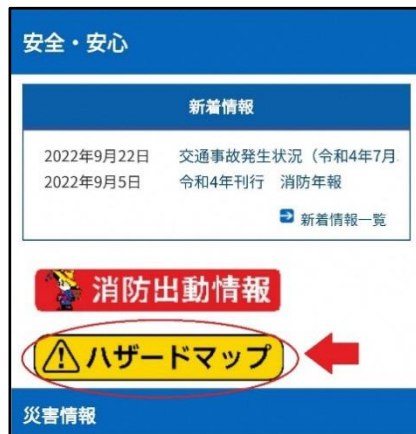 安全・安心
新着情報
2022年9月22日 交通事故発生状況（令和4年7月
2022年9月5日 令和4年刊行 消防年報
新着情報一覧
消防出動情報
ハザードマップ
災害情報